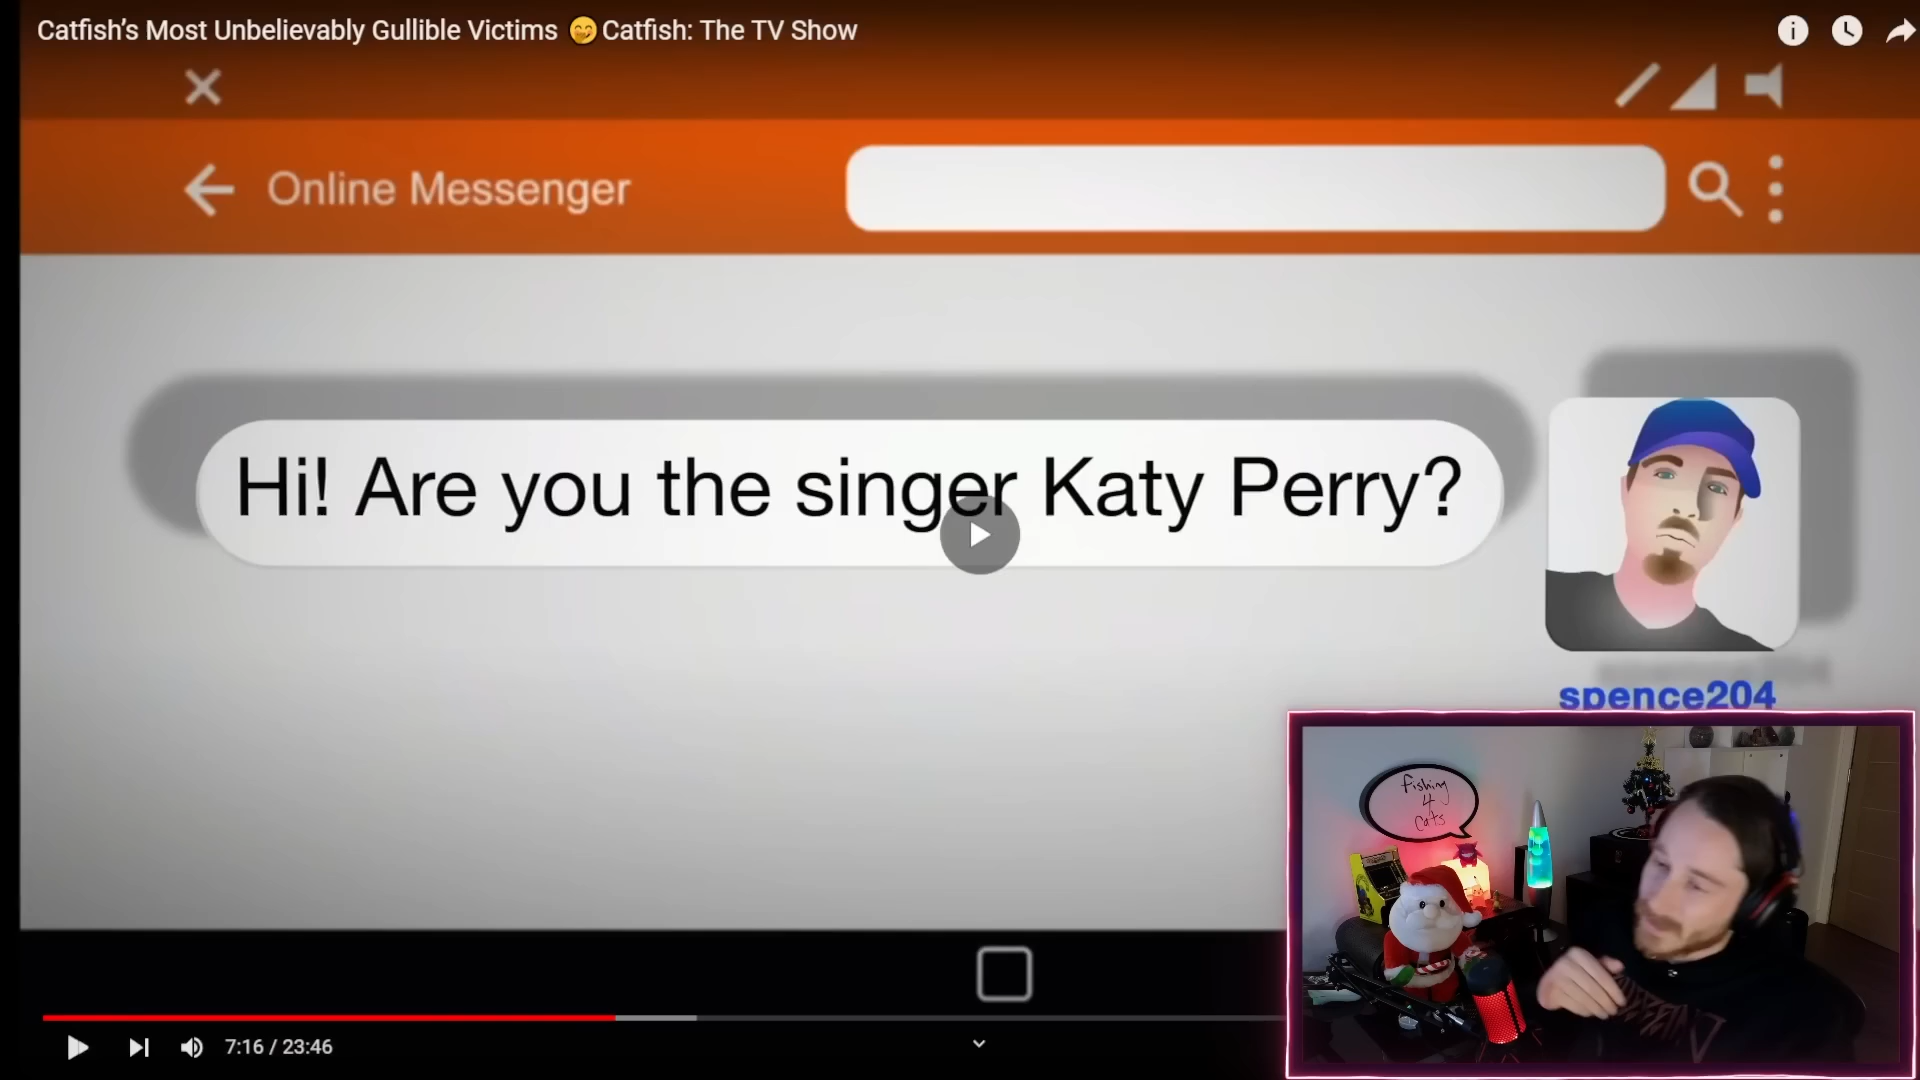 Catfish's Most Unbelievably Gullible Victims 🤭 Catfish: The TV Show
Online Messenger
Hi! Are you the singer Katy Perry?
spence204
fishing
4
cats
7:16 / 23:46